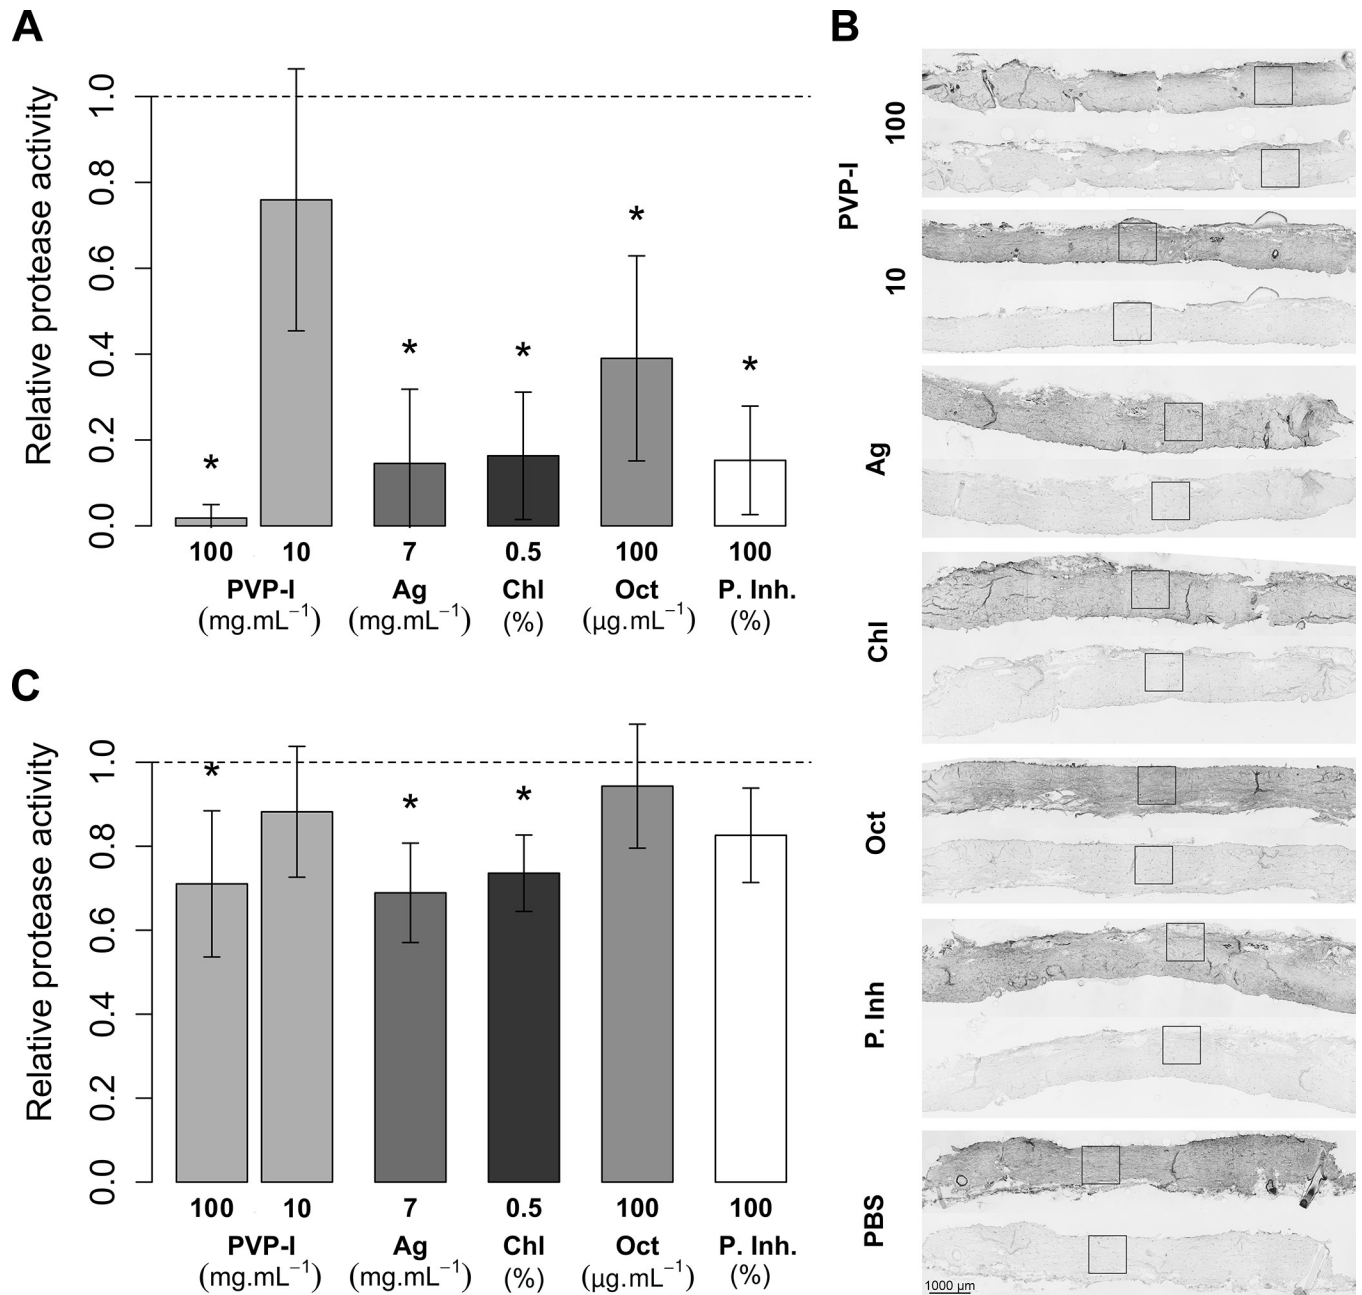 A
Relative protease activity
1.0
0.8
0.6
0.4
0.2
0.0
*
*
*
*
*
100 10 7 0.5 100 100
PVP-I Ag Chl Oct P. Inh.
(mg.mL−1) (mg.mL−1) (%) (µg.mL−1) (%)
B
PVP-I
100
10
Ag
Chl
Oct
P. Inh
PBS
1000 µm
C
Relative protease activity
1.0
0.8
0.6
0.4
0.2
0.0
*
*
*
100 10 7 0.5 100 100
PVP-I Ag Chl Oct P. Inh.
(mg.mL−1) (mg.mL−1) (%) (µg.mL−1) (%)